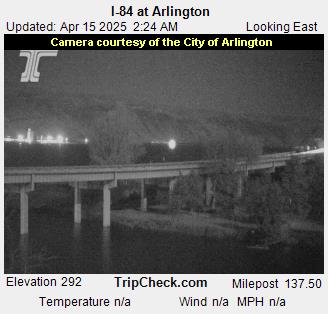 I-84 at Arlington
Updated: Apr 15 2025 2:24 AM Looking East
Camera courtesy of the City of Arlington
Elevation 292 TripCheck.com Milepost 137.50
Temperature n/a Wind n/a MPH n/a